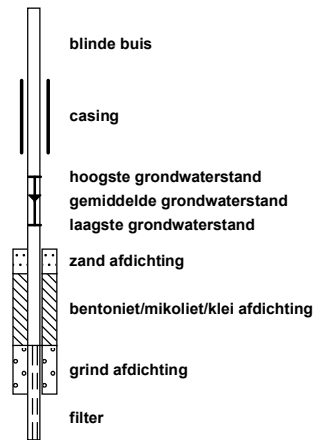 blinde buis
casing
hoogste grondwaterstand
gemiddelde grondwaterstand
laagste grondwaterstand
zand afdichting
bentoniet/mikoliet/klei afdichting
grind afdichting
filter